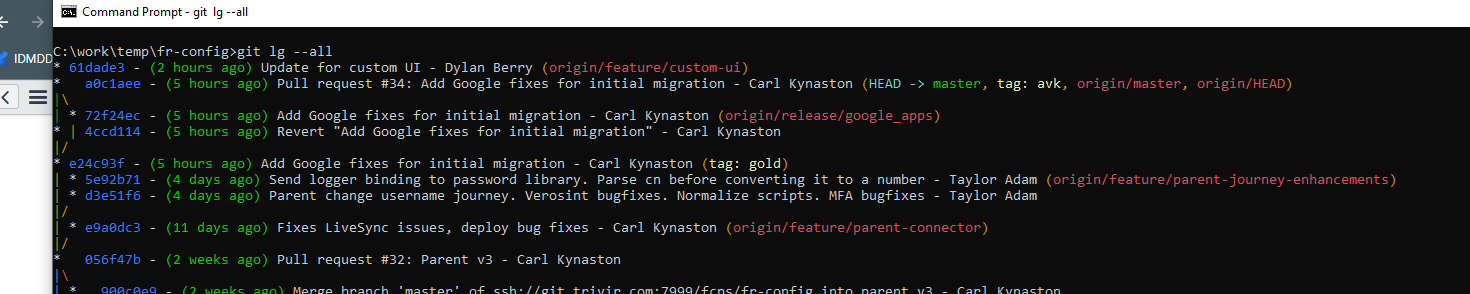 Command Prompt - git lg --all
IDMDD
C:\work\temp\fr-config>git lg --all
* 61dade3 - (2 hours ago) Update for custom UI - Dylan Berry (origin/feature/custom-ui)
*   a0c1aee - (5 hours ago) Pull request #34: Add Google fixes for initial migration - Carl Kynaston (HEAD -> master, tag: avk, origin/master, origin/HEAD)
|\
| * 72f24ec - (5 hours ago) Add Google fixes for initial migration - Carl Kynaston (origin/release/google_apps)
* | 4ccd114 - (5 hours ago) Revert "Add Google fixes for initial migration" - Carl Kynaston
|/
* e24c93f - (5 hours ago) Add Google fixes for initial migration - Carl Kynaston (tag: gold)
| * 5e92b71 - (4 days ago) Send logger binding to password library. Parse cn before converting it to a number - Taylor Adam (origin/feature/parent-journey-enhancements)
| * d3e51f6 - (4 days ago) Parent change username journey. Verosint bugfixes. Normalize scripts. MFA bugfixes - Taylor Adam
|/
| * e9a0dc3 - (11 days ago) Fixes LiveSync issues, deploy bug fixes - Carl Kynaston (origin/feature/parent-connector)
|/
*   056f47b - (2 weeks ago) Pull request #32: Parent v3 - Carl Kynaston
|\
| *   900c0e9 - (2 weeks ago) Merge branch 'master' of ssh://git.trivir.com:7999/fcps/fr-config into parent_v3 - Carl Kynaston